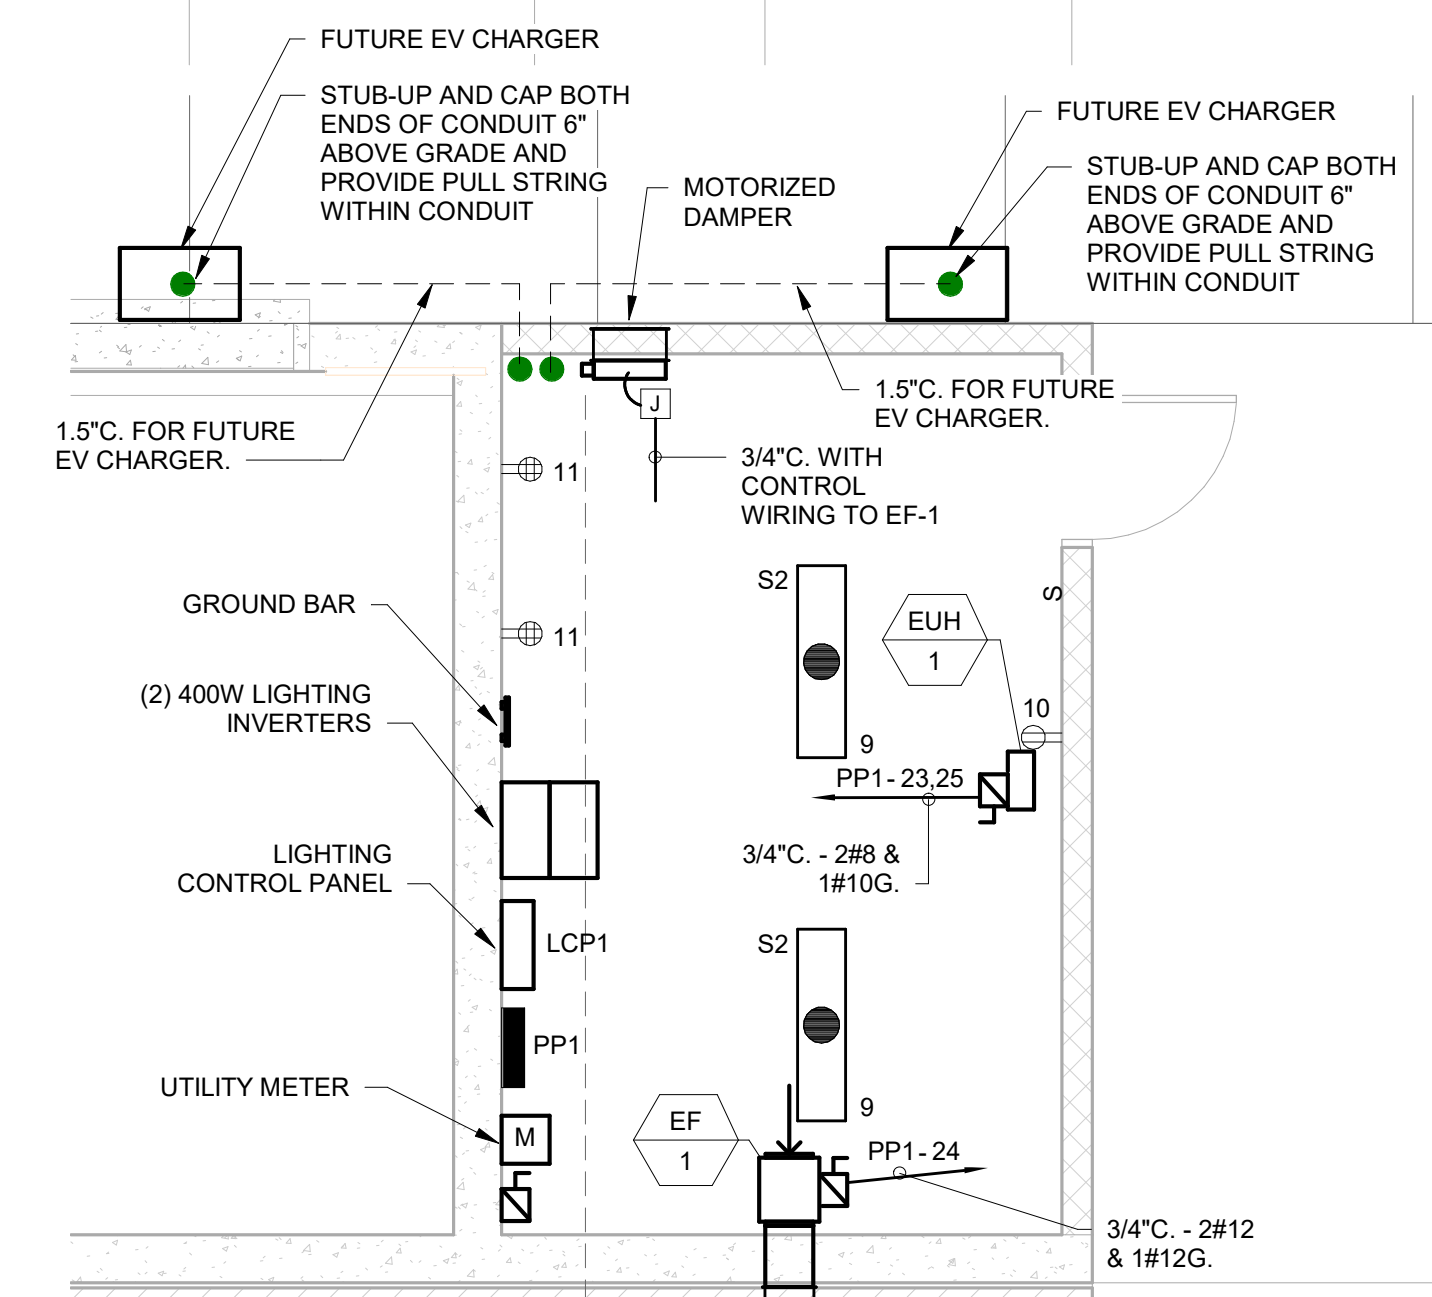 FUTURE EV CHARGER
STUB-UP AND CAP BOTH
ENDS OF CONDUIT 6"
ABOVE GRADE AND
PROVIDE PULL STRING
WITHIN CONDUIT
MOTORIZED
DAMPER
FUTURE EV CHARGER
STUB-UP AND CAP BOTH
ENDS OF CONDUIT 6"
ABOVE GRADE AND
PROVIDE PULL STRING
WITHIN CONDUIT
1.5"C. FOR FUTURE
EV CHARGER.
J
1.5"C. FOR FUTURE
EV CHARGER.
11
3/4"C. WITH
CONTROL
WIRING TO EF-1
GROUND BAR
11
S2
S
EUH
1
(2) 400W LIGHTING
INVERTERS
10
9
PP1-23,25
3/4"C. - 2#8 &
1#10G.
LIGHTING
CONTROL PANEL
LCP1
S2
PP1
UTILITY METER
M
EF
1
9
PP1-24
3/4"C. - 2#12
& 1#12G.